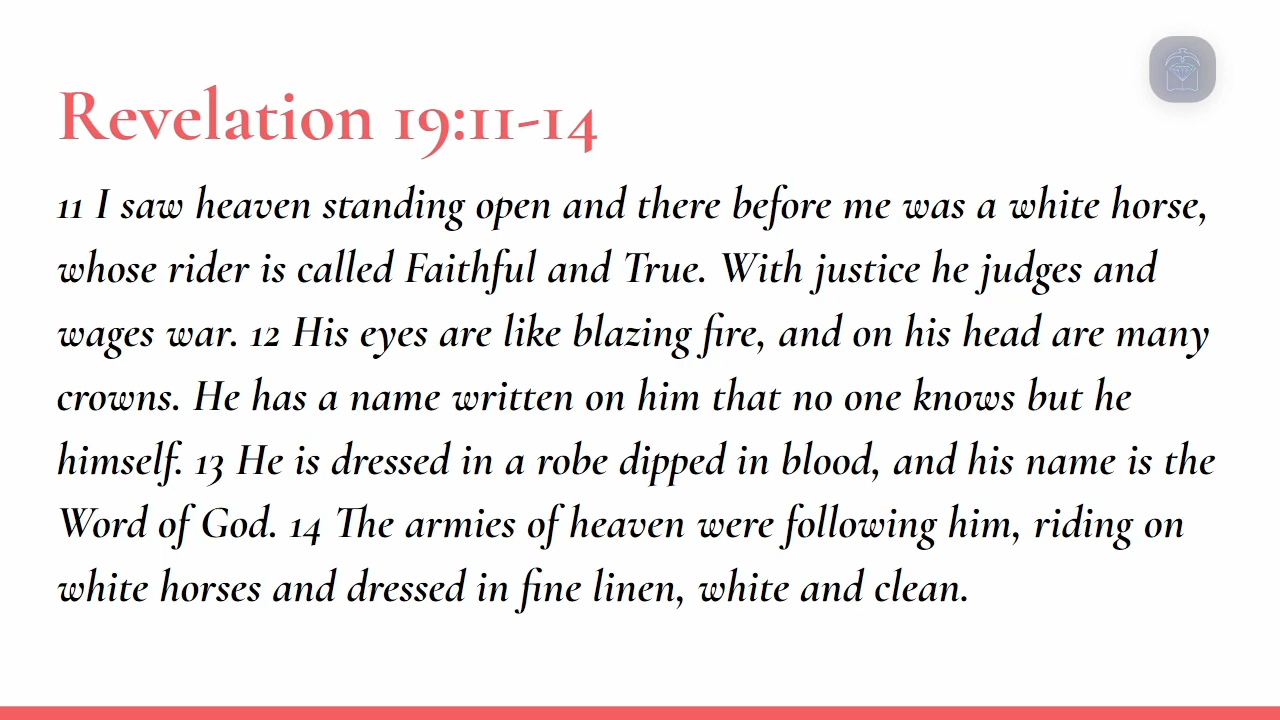 Revelation 19:11-14
11 I saw heaven standing open and there before me was a white horse,
whose rider is called Faithful and True. With justice he judges and
wages war. 12 His eyes are like blazing fire, and on his head are many
crowns. He has a name written on him that no one knows but he
himself. 13 He is dressed in a robe dipped in blood, and his name is the
Word of God. 14 The armies of heaven were following him, riding on
white horses and dressed in fine linen, white and clean.